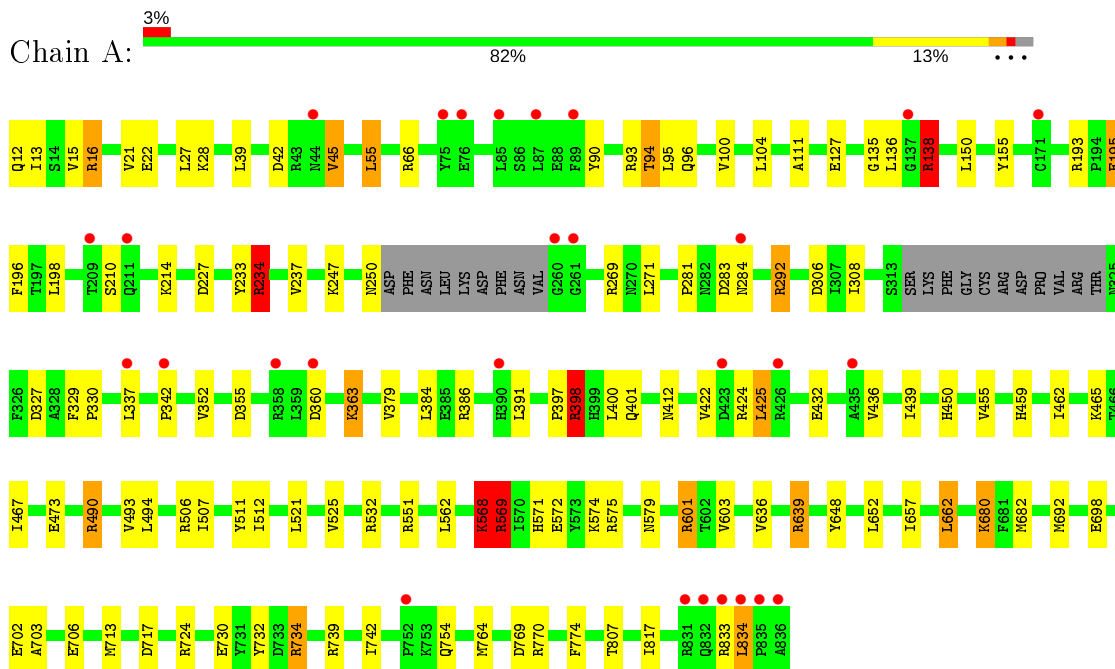 3%
Chain A:
82%
13%
• • •
Q12 I13 S14 V15 R16 V21 E22 L27 K28 L39 D42 R43 N44 V45 L55 R66 Y75 E76 L85 S86 L87 E88 F89 Y90 R93 T94 L95 Q96 V100 L104 A111 E127 G135 L136 G137 R138 L150 Y155 C171 R193 P194 E195
F196 T197 L198 T209 S210 Q211 K214 D227 Y233 R234 V237 K247 N250 ASP PHE ASN LEU LYS ASP PHE ASN VAL G260 G261 R269 N270 L271 P281 N282 D283 N284 R292 D306 I307 I308 S313 SER LYS PHE GLY CYS ARG ASP PRO VAL ARG THR N325
F326 D327 A328 F329 P330 L337 P342 V352 D355 R358 L359 D360 K363 V379 L384 E385 R386 H390 L391 P397 R398 H399 L400 Q401 N412 V422 D423 R424 L425 R426 E432 A435 V436 I439 H450 V455 H459 I462 K465 T466
I467 E473 R490 V493 L494 R506 I507 Y511 I512 L521 V525 R532 R551 L562 K568 R569 I570 H571 E572 Y573 K574 R575 N579 R601 T602 V603 V636 R639 Y648 L652 I657 L662 K680 F681 M682 M692 E698
E702 A703 E706 M713 D717 R724 E730 Y731 Y732 D733 R734 R739 I742 P752 K753 Q754 M764 D769 R770 F774 T807 I817 R831 Q832 R833 L834 P835 A836